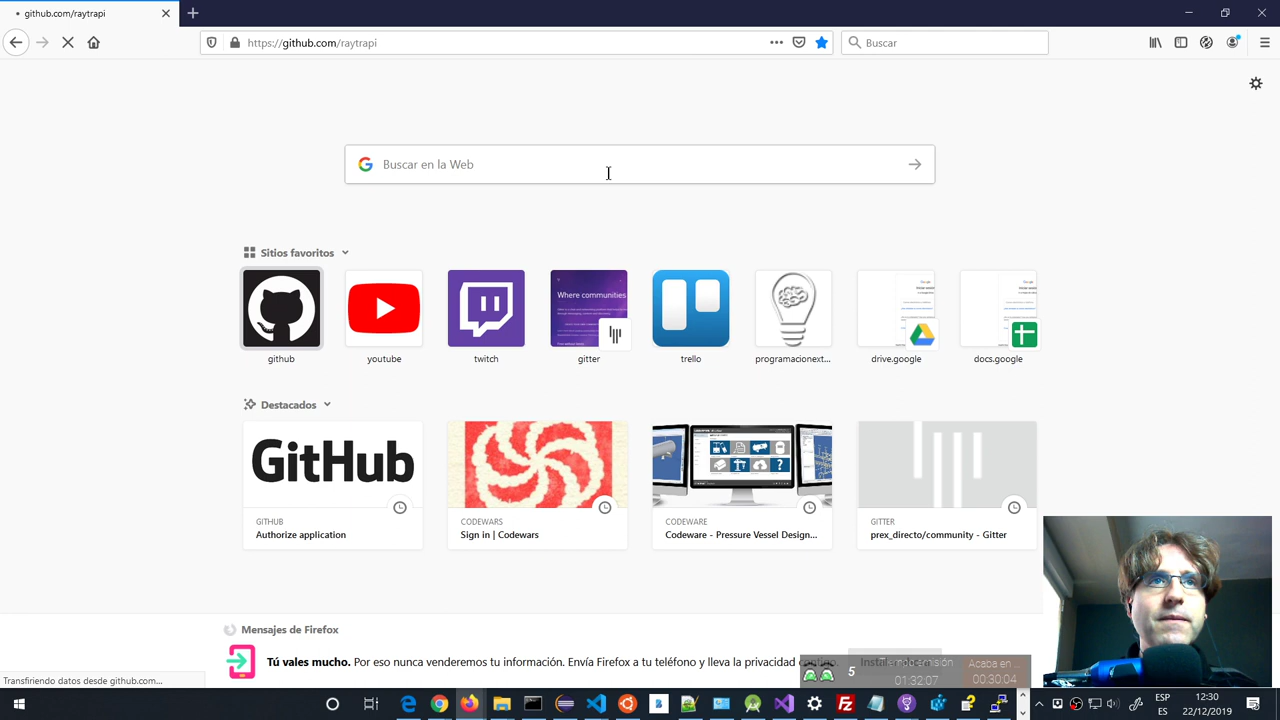 github.com/raytrapi
https://github.com/raytrapi
Buscar
Buscar en la Web
Sitios favoritos
Where communities
github
youtube
twitch
gitter
trello
programacionext...
drive.google
docs.google
Destacados
GitHub
GITHUB
Authorize application
CODEWARS
Sign in | Codewars
CODEWARE
Codeware - Pressure Vessel Design...
GITTER
prex_directo/community - Gitter
Mensajes de Firefox
Tú vales mucho. Por eso nunca venderemos tu información. Envía Firefox a tu teléfono y lleva la privacidad contigo.
5
01:32:07
Acaba en ...
00:30:04
Transfiriendo datos desde github.com...
ESP
ES
12:30
22/12/2019